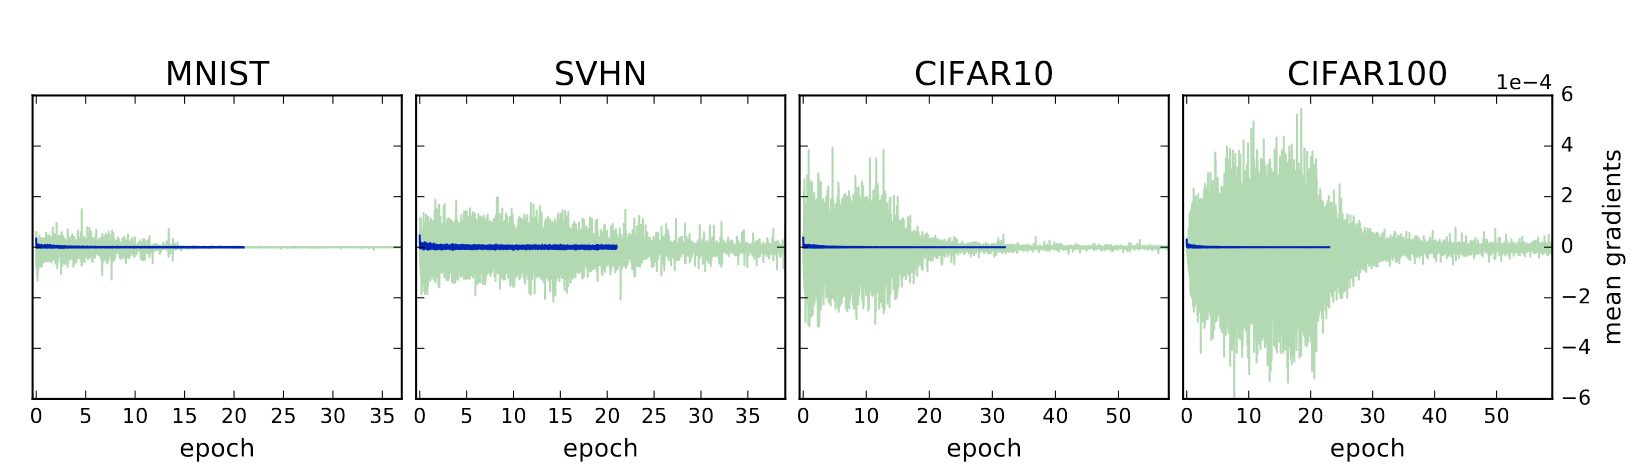 MNIST SVHN CIFAR10 CIFAR100
1e−4
6
4
2
0
−2
−4
−6
mean gradients
0 5 10 15 20 25 30 35 0 5 10 15 20 25 30 35 0 10 20 30 40 50 0 10 20 30 40 50
epoch epoch epoch epoch